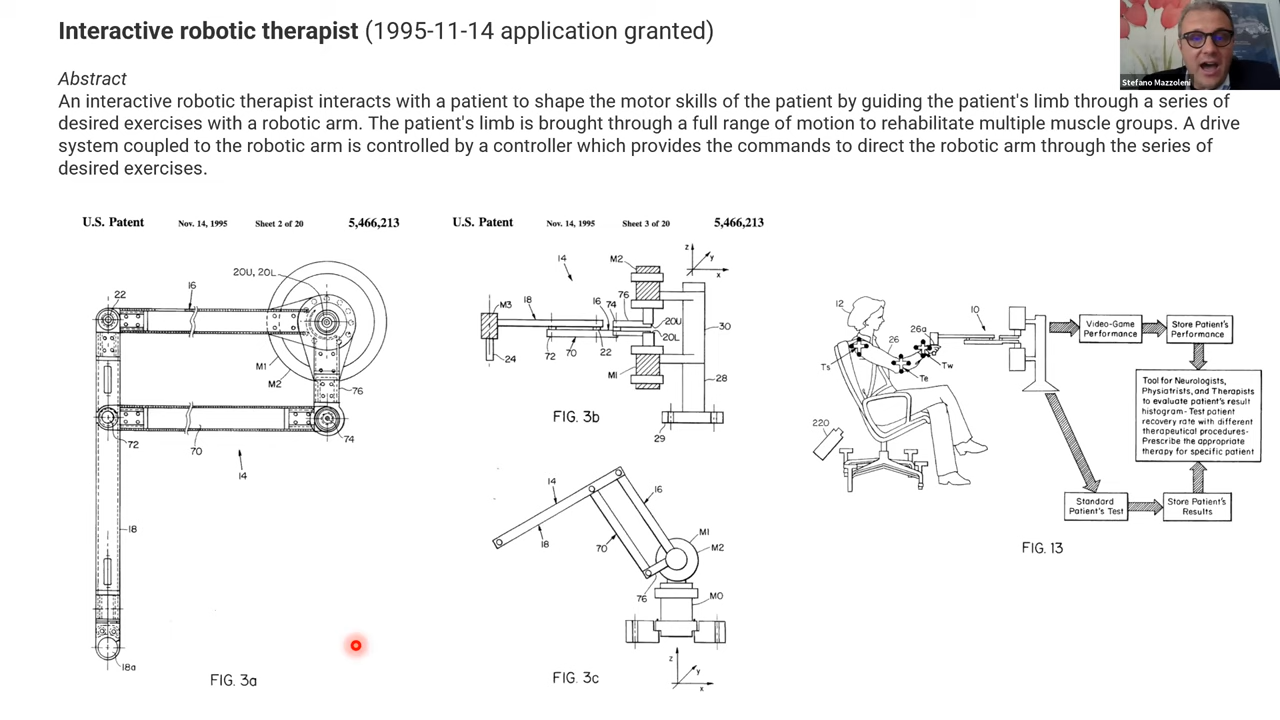 Interactive robotic therapist (1995-11-14 application granted)
Stefano Mazzoleni
Abstract
An interactive robotic therapist interacts with a patient to shape the motor skills of the patient by guiding the patient's limb through a series of
desired exercises with a robotic arm. The patient's limb is brought through a full range of motion to rehabilitate multiple muscle groups. A drive
system coupled to the robotic arm is controlled by a controller which provides the commands to direct the robotic arm through the series of
desired exercises.
U.S. Patent Nov. 14, 1995 Sheet 2 of 20 5,466,213
20U, 20L
16
22
M1
M2
76
72
70
74
14
18
18a
FIG. 3a
U.S. Patent Nov. 14, 1995 Sheet 3 of 20 5,466,213
z
y
x
14
M2
M3
18
16
74
76
20U
20L
30
24
72
70
22
M1
28
29
FIG. 3b
14
16
18
70
M1
M2
76
M0
z
y
x
FIG. 3c
12
10
26a
26
Ts
Tw
Te
220
Video-Game
Performance
Store Patient's
Performance
Tool for Neurologists,
Physiatrists, and Therapists
to evaluate patient's result
histogram-Test patient
recovery rate with different
therapeutical procedures-
Prescribe the appropriate
therapy for specific patient
Standard
Patient's Test
Store Patient's
Results
FIG. 13